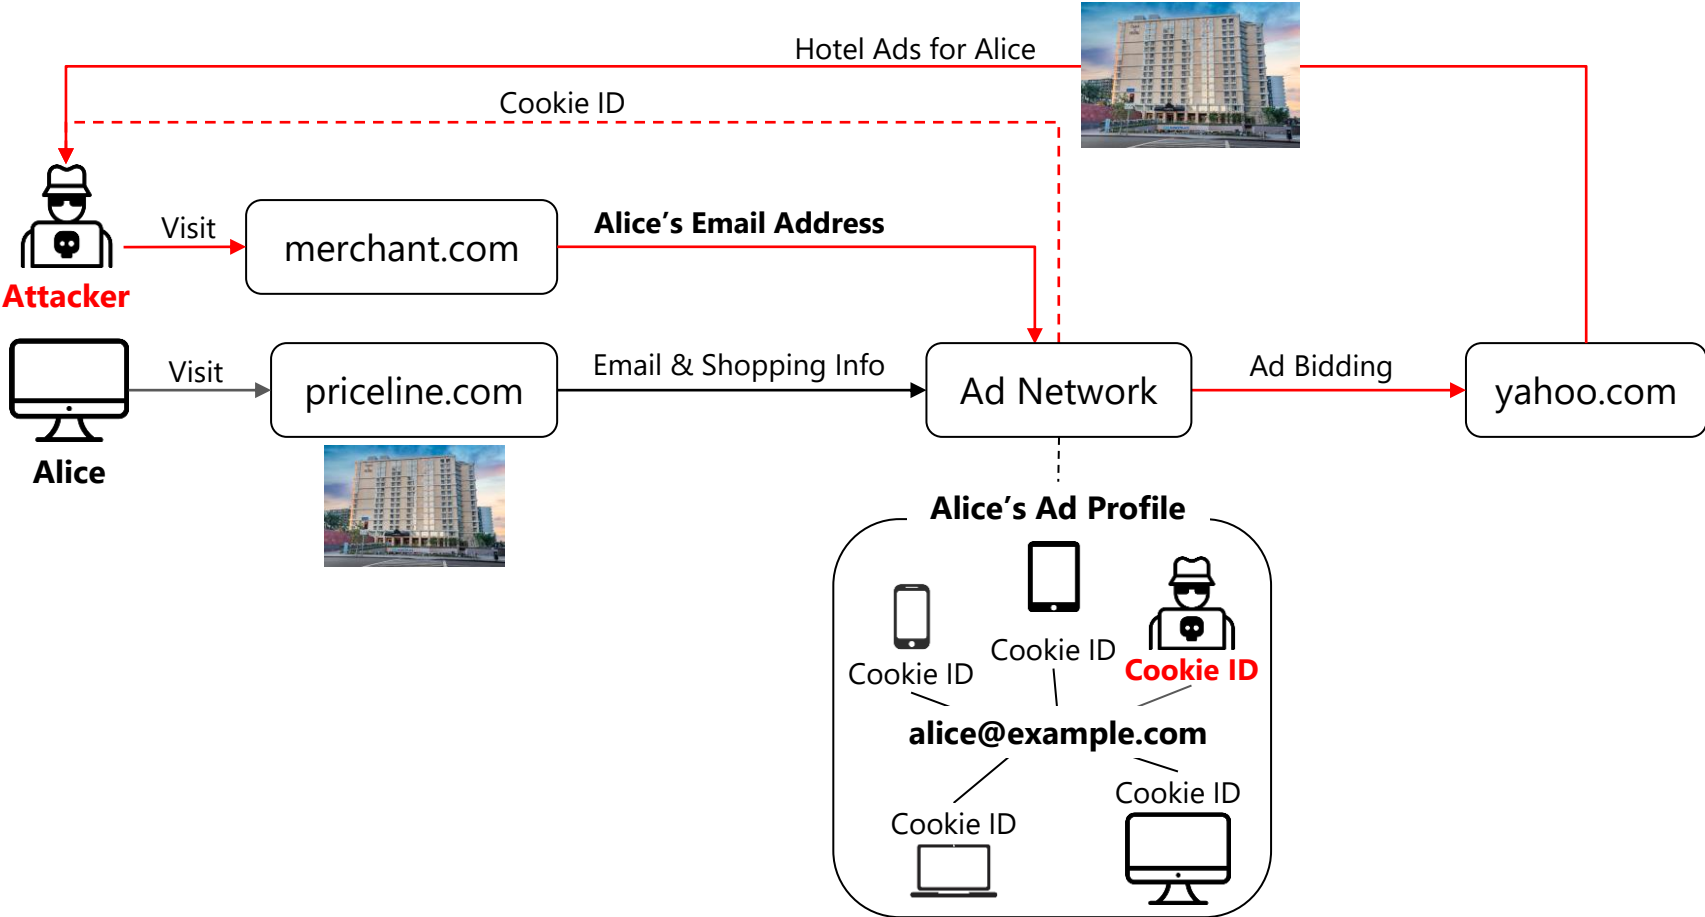 Hotel Ads for Alice
Cookie ID
Visit
merchant.com
Alice’s Email Address
Attacker
Visit
priceline.com
Email & Shopping Info
Ad Network
Ad Bidding
yahoo.com
Alice
Alice’s Ad Profile
Cookie ID
Cookie ID
Cookie ID
alice@example.com
Cookie ID
Cookie ID